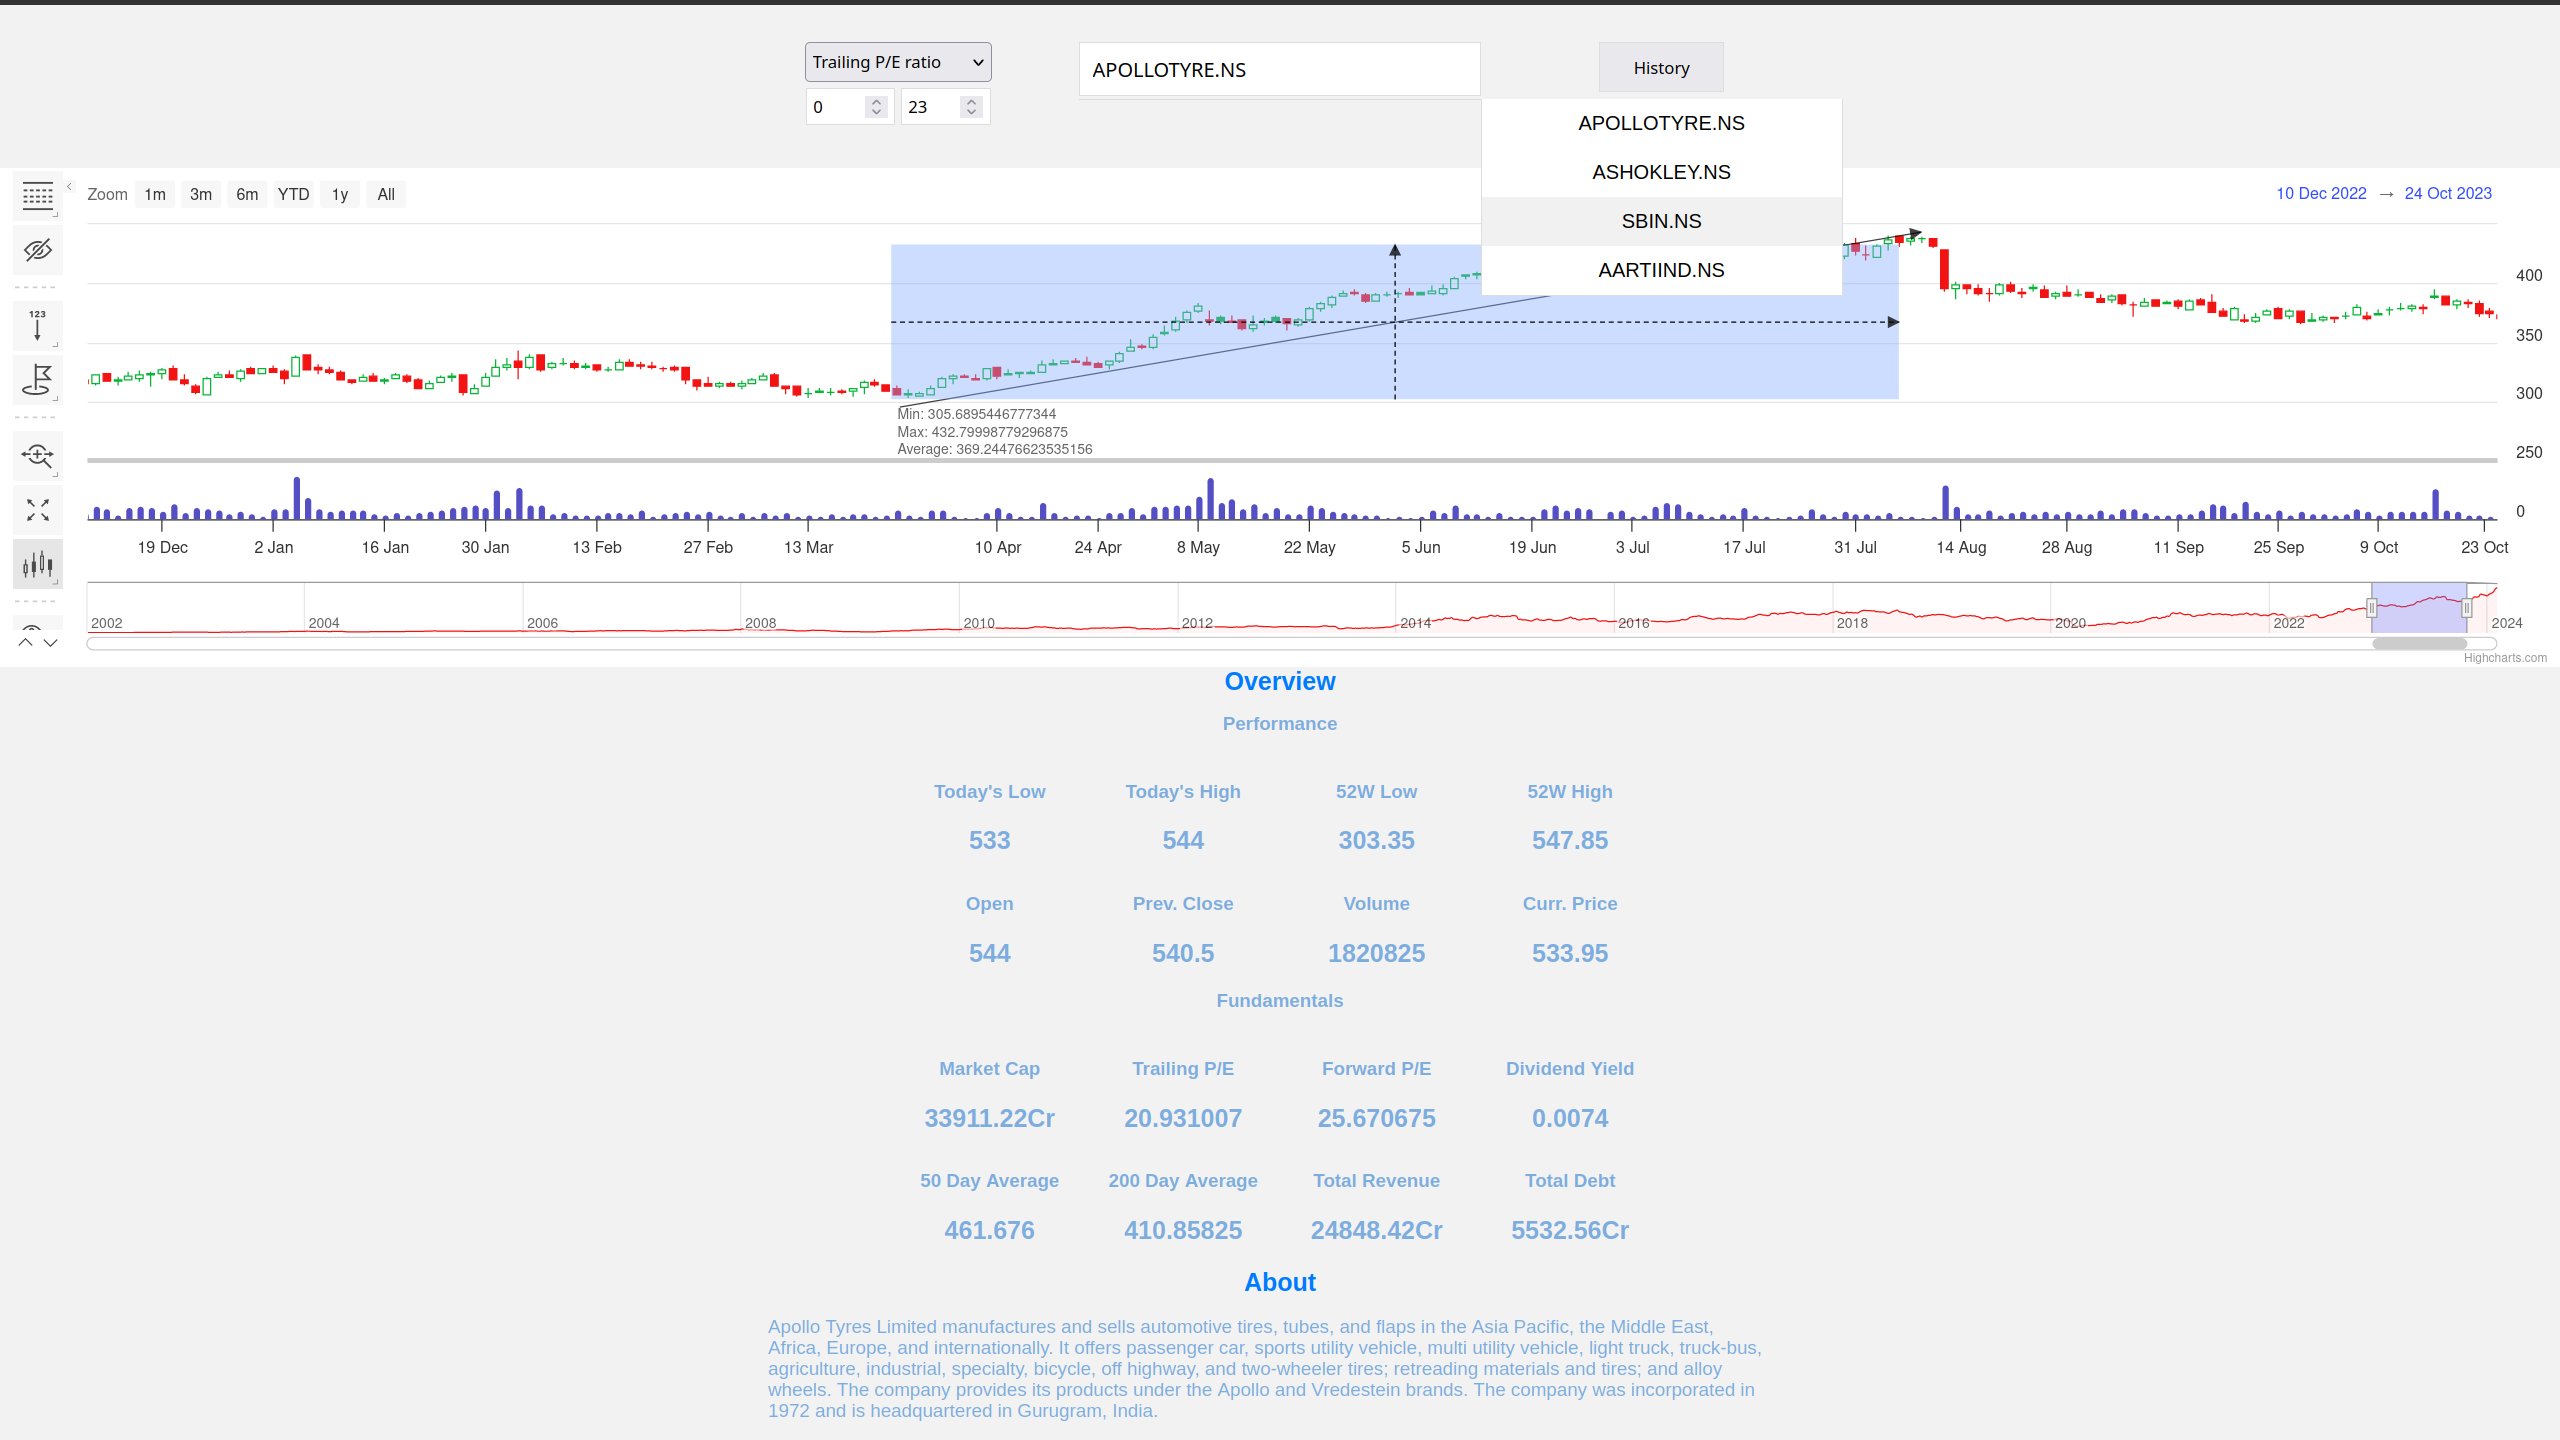 Trailing P/E ratio
APOLLOTYRE.NS
History
0
23
APOLLOTYRE.NS
ASHOKLEY.NS
SBIN.NS
AARTIIND.NS
Zoom 1m 3m 6m YTD 1y All
10 Dec 2022 → 24 Oct 2023
123
400
350
300
250
0
Min: 305.6895446777344
Max: 432.79998779296875
Average: 369.24476623535156
19 Dec 2 Jan 16 Jan 30 Jan 13 Feb 27 Feb 13 Mar 10 Apr 24 Apr 8 May 22 May 5 Jun 19 Jun 3 Jul 17 Jul 31 Jul 14 Aug 28 Aug 11 Sep 25 Sep 9 Oct 23 Oct
2002 2004 2006 2008 2010 2012 2014 2016 2018 2020 2022 2024
Highcharts.com
Overview
Performance
Today's Low Today's High 52W Low 52W High
533 544 303.35 547.85
Open Prev. Close Volume Curr. Price
544 540.5 1820825 533.95
Fundamentals
Market Cap Trailing P/E Forward P/E Dividend Yield
33911.22Cr 20.931007 25.670675 0.0074
50 Day Average 200 Day Average Total Revenue Total Debt
461.676 410.85825 24848.42Cr 5532.56Cr
About
Apollo Tyres Limited manufactures and sells automotive tires, tubes, and flaps in the Asia Pacific, the Middle East,
Africa, Europe, and internationally. It offers passenger car, sports utility vehicle, multi utility vehicle, light truck, truck-bus,
agriculture, industrial, specialty, bicycle, off highway, and two-wheeler tires; retreading materials and tires; and alloy
wheels. The company provides its products under the Apollo and Vredestein brands. The company was incorporated in
1972 and is headquartered in Gurugram, India.